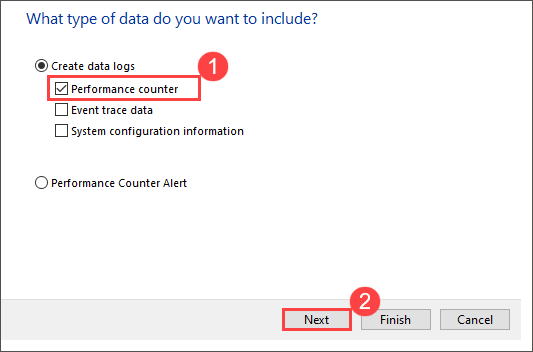 What type of data do you want to include?
1
Create data logs
Performance counter
Event trace data
System configuration information
Performance Counter Alert
2
Next Finish Cancel